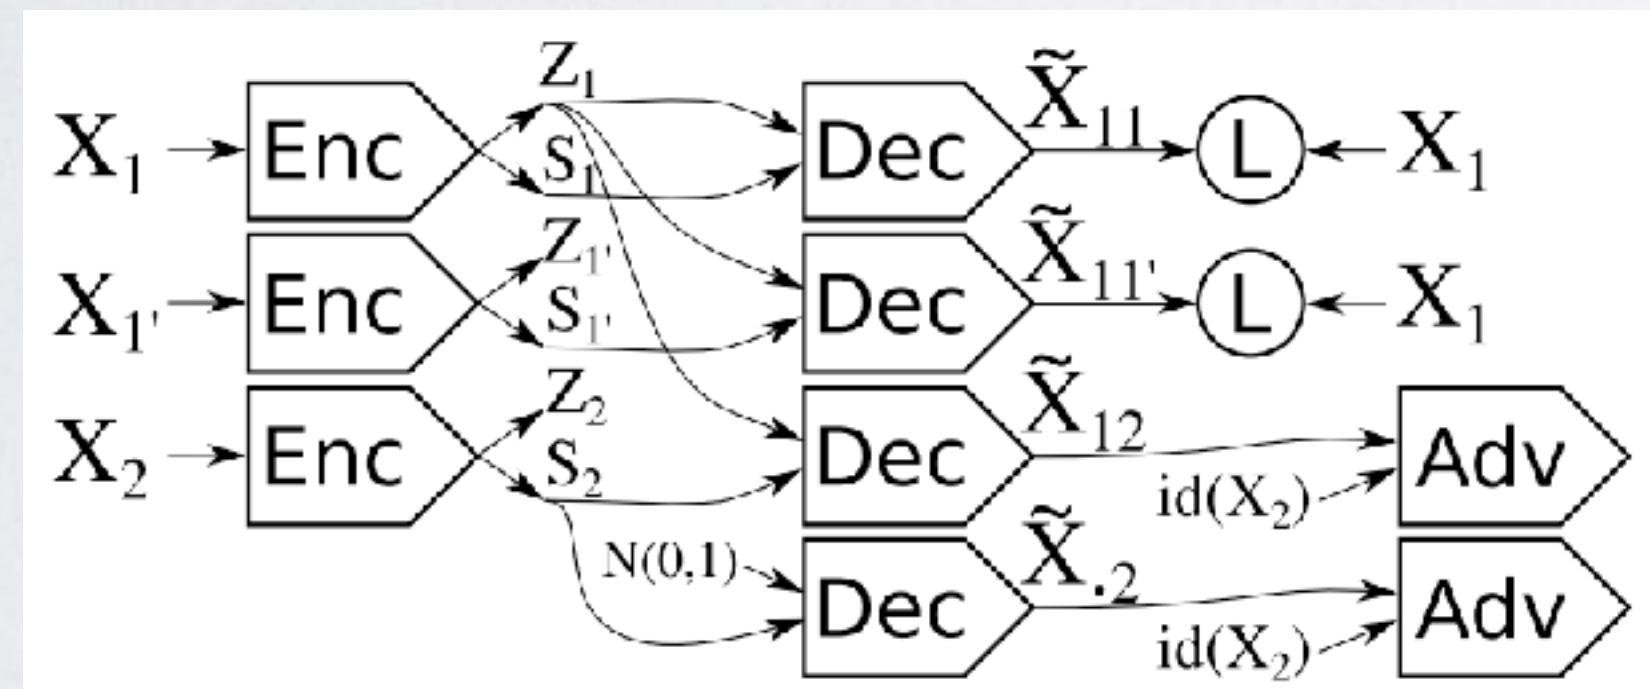 Z₁
X₁ Enc S₁ Dec X̃₁₁ L X₁
Z₁'
X₁' Enc S₁' Dec X̃₁₁' L X₁
Z₂
X₂ Enc S₂ Dec X̃₁₂ id(X₂) Adv
N(0,1) Dec X̃.₂ id(X₂) Adv